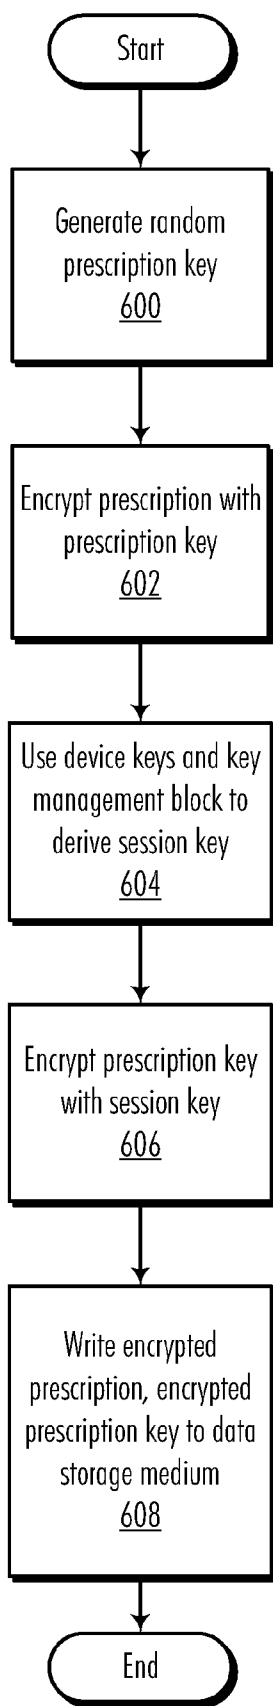 Start
Generate random
prescription key
600
Encrypt prescription with
prescription key
602
Use device keys and key
management block to
derive session key
604
Encrypt prescription key
with session key
606
Write encrypted
prescription, encrypted
prescription key to data
storage medium
608
End